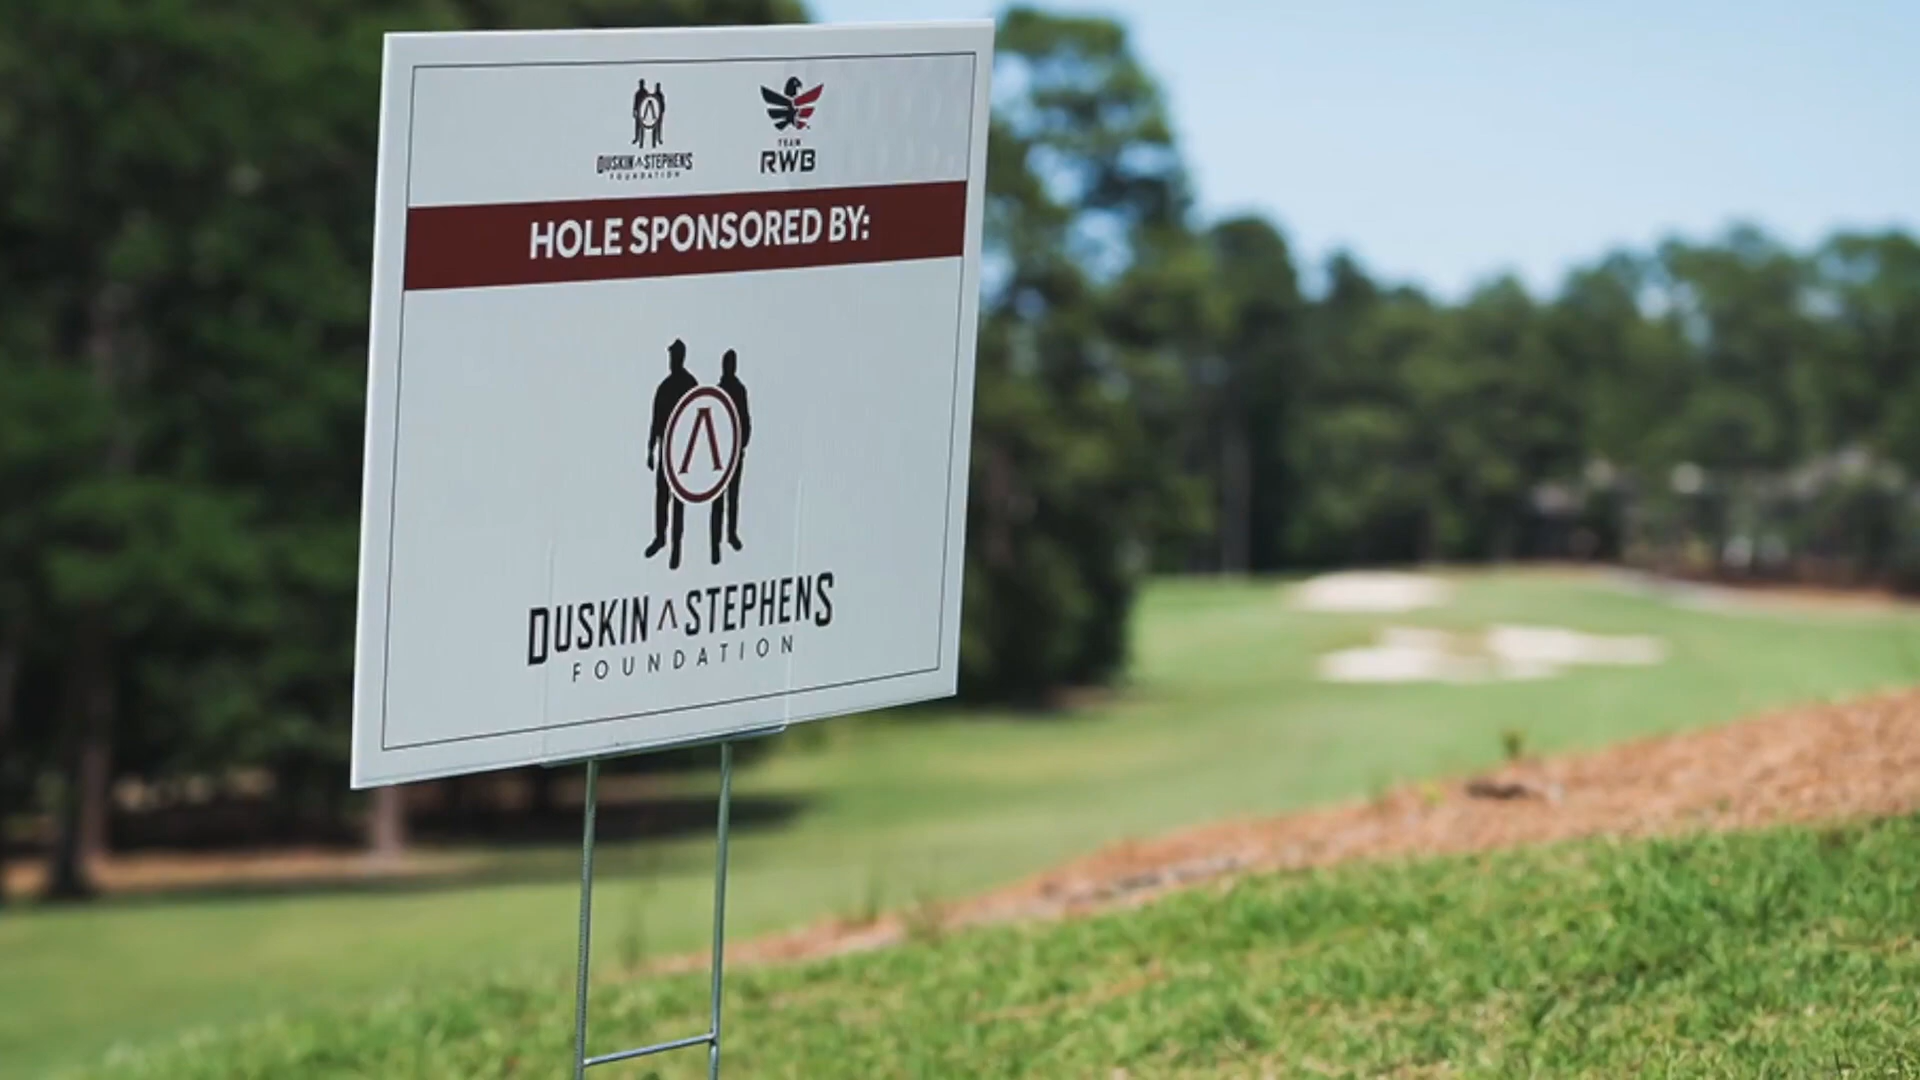 DUSKIN Λ STEPHENS
FOUNDATION
TEAM
RWB
HOLE SPONSORED BY:
Λ
DUSKIN Λ STEPHENS
FOUNDATION